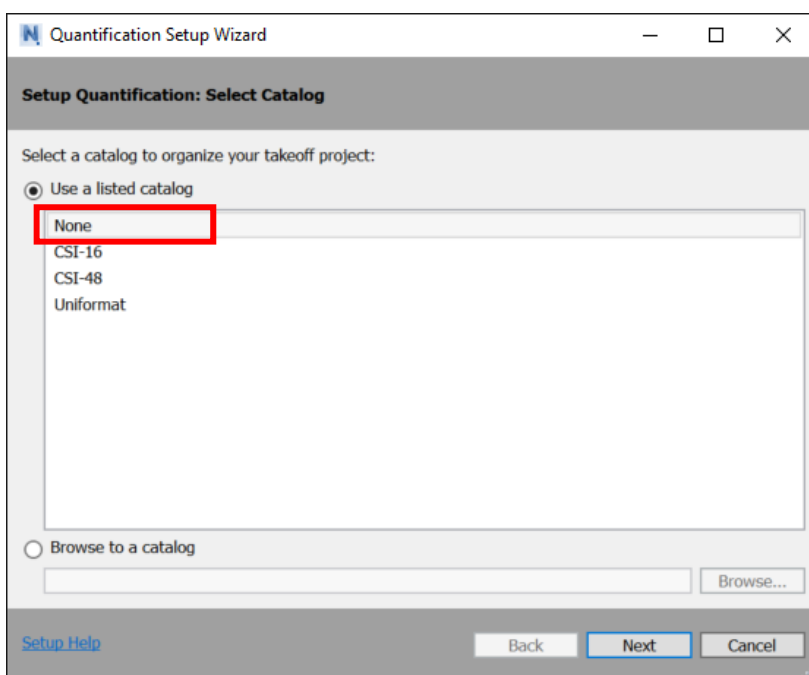 Quantification Setup Wizard
Setup Quantification: Select Catalog
Select a catalog to organize your takeoff project:
Use a listed catalog
None
CSI-16
CSI-48
Uniformat
Browse to a catalog
Browse...
Setup Help
Back Next Cancel